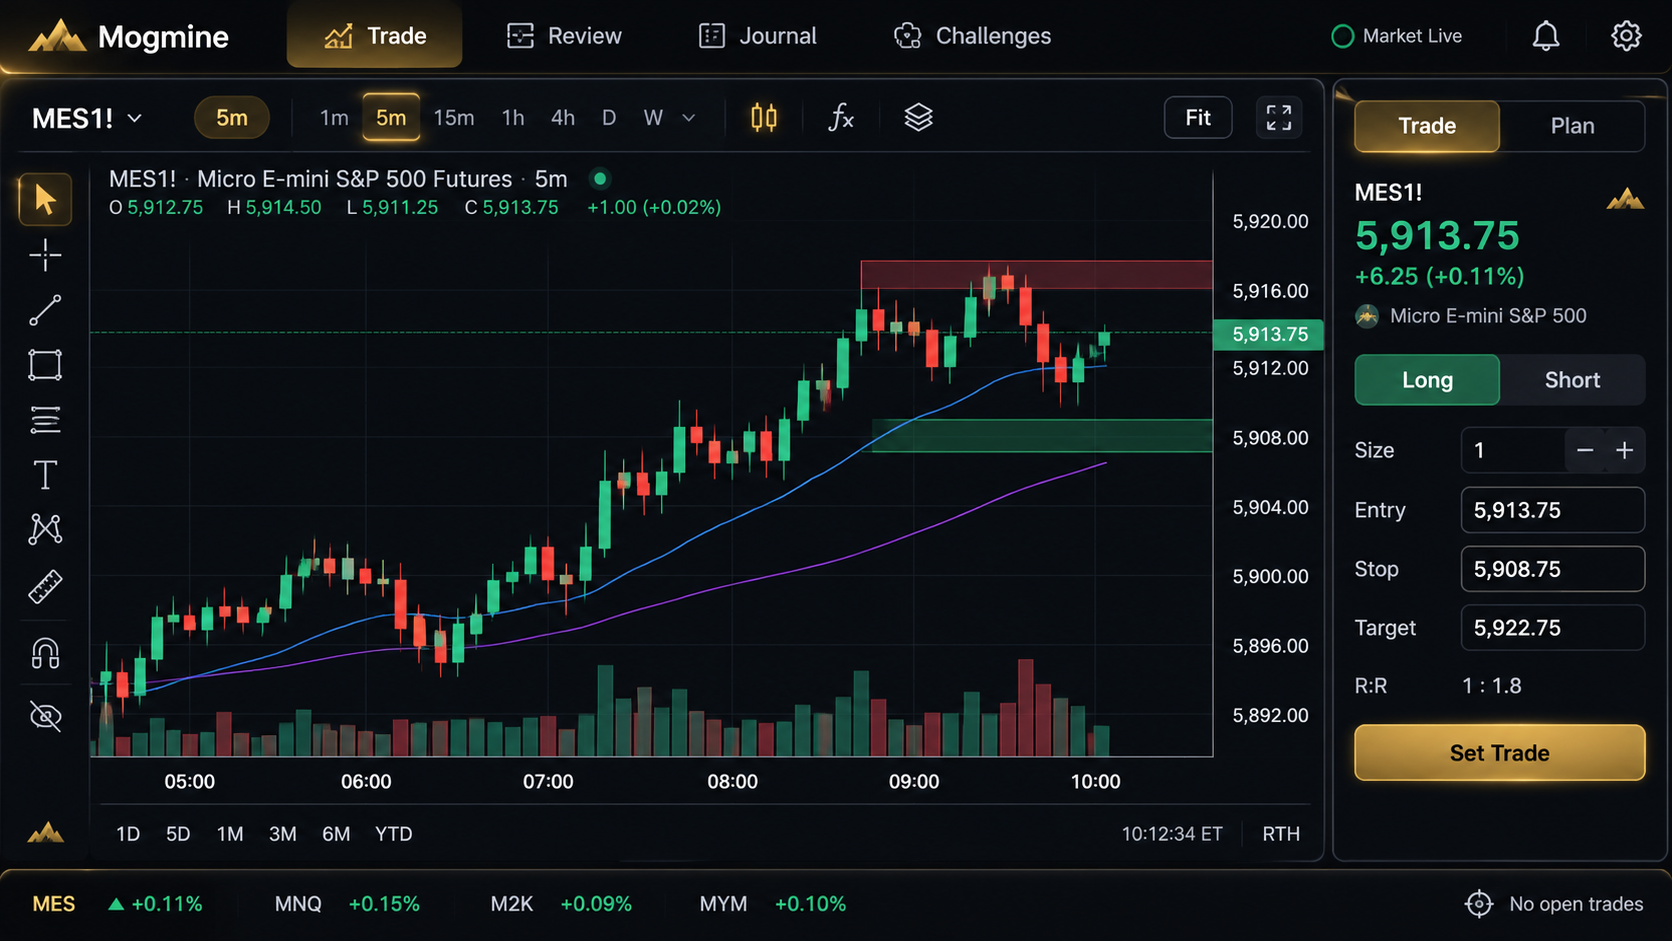 Mogmine
Trade
Review
Journal
Challenges
Market Live
MES1!
5m
1m 5m 15m 1h 4h D W
fx
Fit
MES1! · Micro E-mini S&P 500 Futures · 5m
O 5,912.75 H 5,914.50 L 5,911.25 C 5,913.75 +1.00 (+0.02%)
5,920.00
5,916.00
5,913.75
5,912.00
5,908.00
5,904.00
5,900.00
5,896.00
5,892.00
05:00 06:00 07:00 08:00 09:00 10:00
1D 5D 1M 3M 6M YTD
10:12:34 ET
RTH
Trade
Plan
MES1!
5,913.75
+6.25 (+0.11%)
Micro E-mini S&P 500
Long
Short
Size 1 − +
Entry 5,913.75
Stop 5,908.75
Target 5,922.75
R:R 1 : 1.8
Set Trade
MES ▲ +0.11%
MNQ +0.15%
M2K +0.09%
MYM +0.10%
No open trades